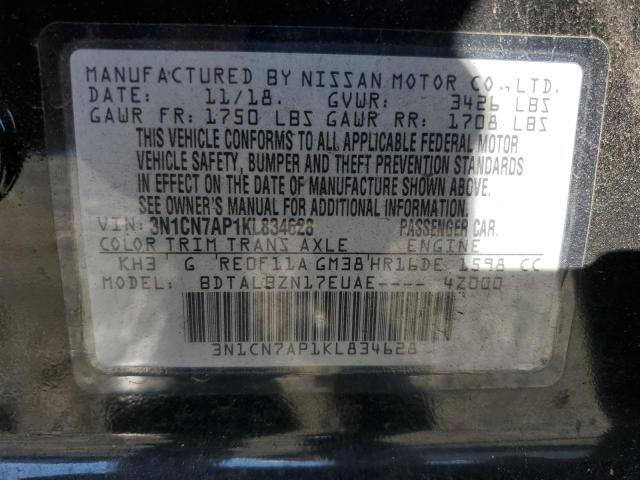 MANUFACTURED BY NISSAN MOTOR CO.,LTD.
DATE: 11/18. GVWR: 3426 LBS
GAWR FR: 1750 LBS GAWR RR: 1708 LBS
THIS VEHICLE CONFORMS TO ALL APPLICABLE FEDERAL MOTOR
VEHICLE SAFETY, BUMPER AND THEFT PREVENTION STANDARDS
IN EFFECT ON THE DATE OF MANUFACTURE SHOWN ABOVE.
SEE OWNER'S MANUAL FOR ADDITIONAL INFORMATION.
VIN: 3N1CN7AP1KL834628 PASSENGER CAR.
COLOR TRIM TRANS AXLE ENGINE
KH3 G RE0F11A GM38 HR16DE 1598 CC
BDTALBZN17EUAE---- 4Z000
3N1CN7AP1KL834628